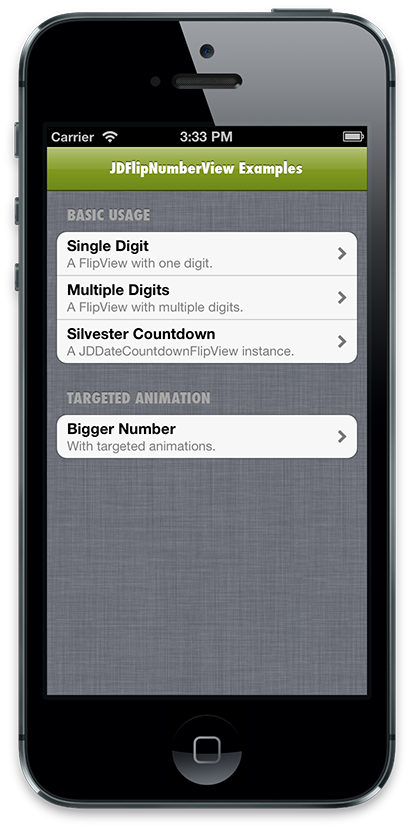 Carrier 3:33 PM
JDFlipNumberView Examples
BASIC USAGE
Single Digit
A FlipView with one digit.
Multiple Digits
A FlipView with multiple digits.
Silvester Countdown
A JDDateCountdownFlipView instance.
TARGETED ANIMATION
Bigger Number
With targeted animations.